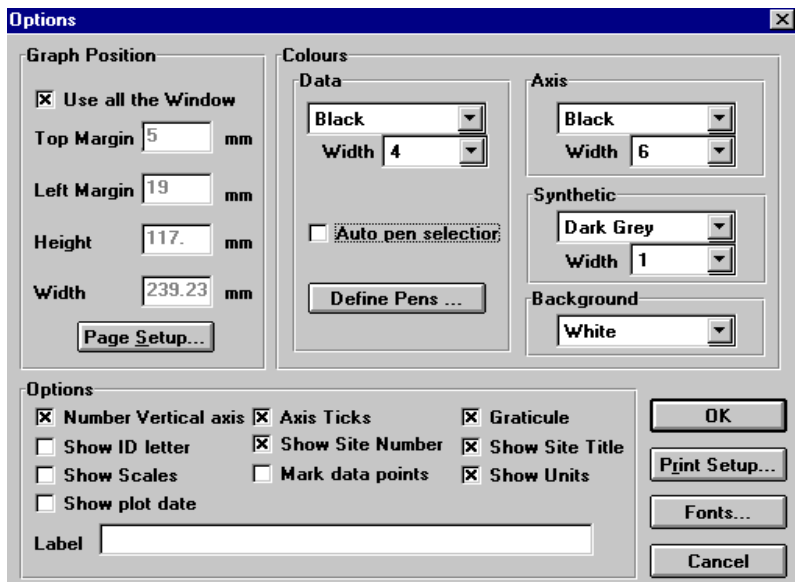 Options
Graph Position
Use all the Window
Top Margin 5 mm
Left Margin 19 mm
Height 117. mm
Width 239.23 mm
Page Setup...
Colours
Data
Black
Width 4
Auto pen selection
Define Pens ...
Axis
Black
Width 6
Synthetic
Dark Grey
Width 1
Background
White
Options
Number Vertical axis Axis Ticks Graticule
Show ID letter Show Site Number Show Site Title
Show Scales Mark data points Show Units
Show plot date
Label
OK
Print Setup...
Fonts...
Cancel